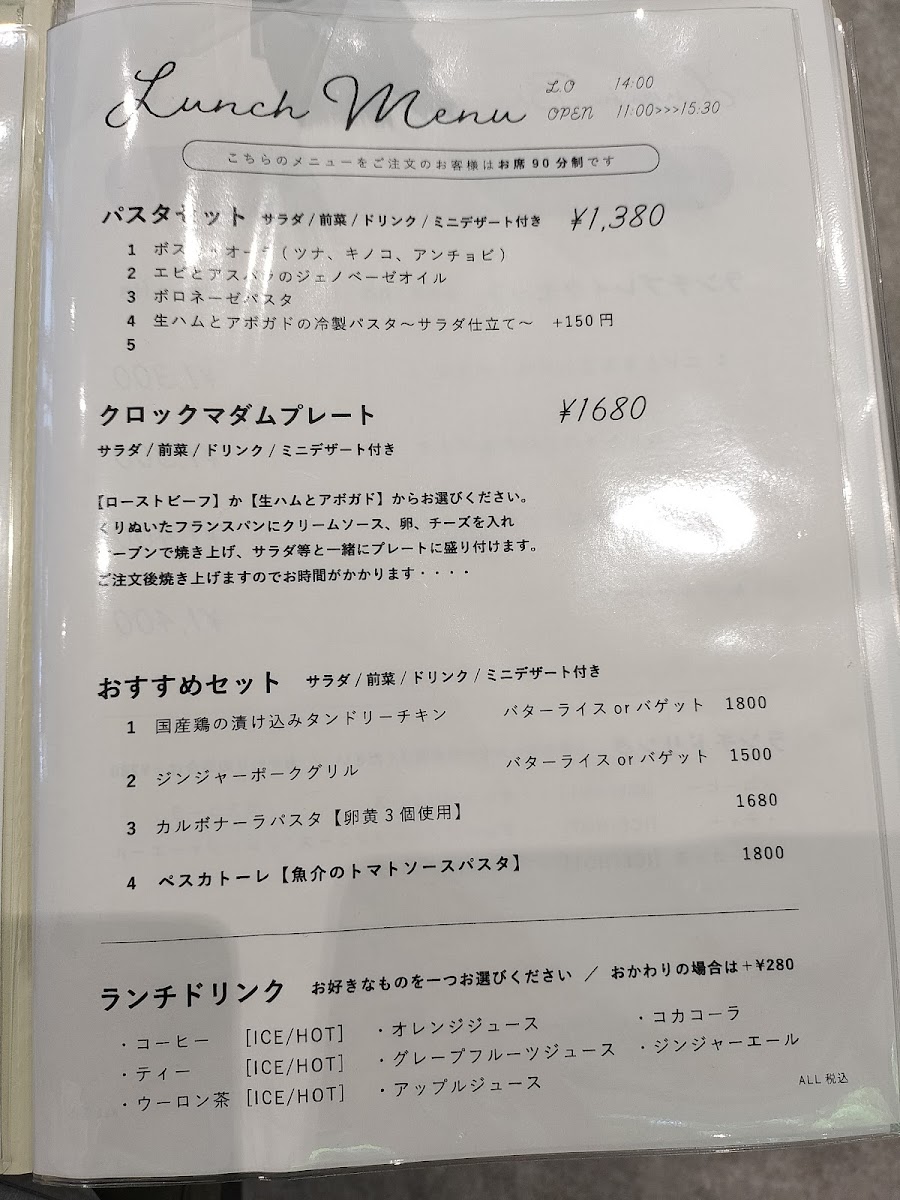 Lunch Menu
L.O 14:00
OPEN 11:00>>>15:30
こちらのメニューをご注文のお客様はお席90分制です
パスタセット サラダ/前菜/ドリンク/ミニデザート付き ¥1,380
1 ボス オーラ(ツナ、キノコ、アンチョビ)
2 エビとアスパラのジェノベーゼオイル
3 ボロネーゼパスタ
4 生ハムとアボガドの冷製パスタ〜サラダ仕立て〜 +150円
5
クロックマダムプレート ¥1680
サラダ/前菜/ドリンク/ミニデザート付き
【ローストビーフ】か【生ハムとアボガド】からお選びください。
くりぬいたフランスパンにクリームソース、卵、チーズを入れ
オーブンで焼き上げ、サラダ等と一緒にプレートに盛り付けます。
ご注文後焼き上げますのでお時間がかかります・・・・
おすすめセット サラダ/前菜/ドリンク/ミニデザート付き
1 国産鶏の漬け込みタンドリーチキン バターライスorバゲット 1800
2 ジンジャーポークグリル バターライスorバゲット 1500
3 カルボナーラパスタ【卵黄3個使用】 1680
4 ペスカトーレ【魚介のトマトソースパスタ】 1800
ランチドリンク お好きなものを一つお選びください / おかわりの場合は+¥280
・コーヒー [ICE/HOT] ・オレンジジュース ・コカコーラ
・ティー [ICE/HOT] ・グレープフルーツジュース ・ジンジャーエール
・ウーロン茶 [ICE/HOT] ・アップルジュース
ALL税込